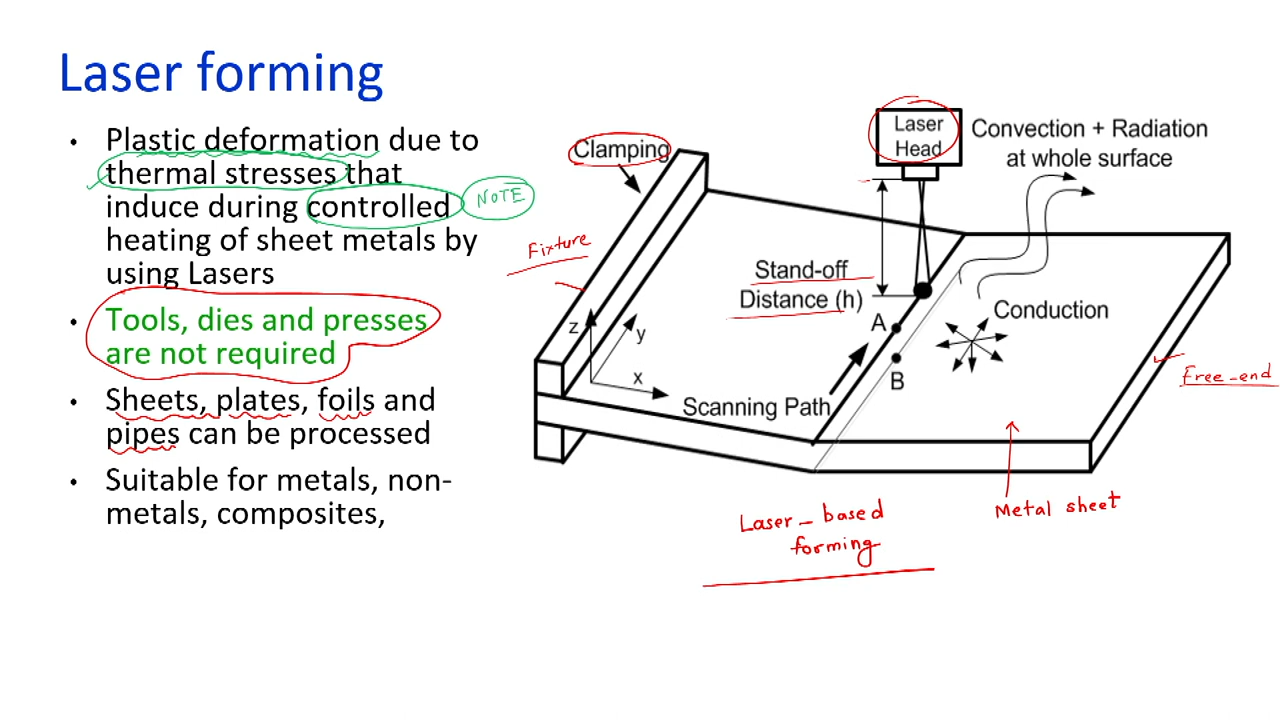 Laser forming
• Plastic deformation due to
thermal stresses that
induce during controlled
heating of sheet metals by
using Lasers
• Tools, dies and presses
are not required
• Sheets, plates, foils and
pipes can be processed
• Suitable for metals, non-
metals, composites,
NOTE
Clamping
Fixture
Laser
Head
Convection + Radiation
at whole surface
Stand-off
Distance (h)
z
y
x
A
B
Conduction
Scanning Path
Free-end
Metal sheet
Laser-based
forming